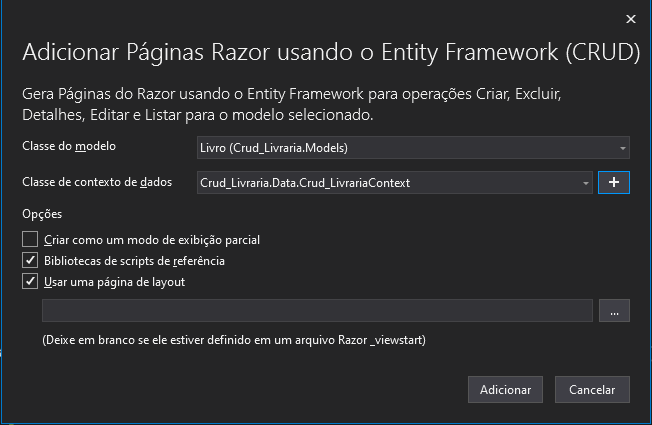 Adicionar Páginas Razor usando o Entity Framework (CRUD)
Gera Páginas do Razor usando o Entity Framework para operações Criar, Excluir,
Detalhes, Editar e Listar para o modelo selecionado.
Classe do modelo
Livro (Crud_Livraria.Models)
Classe de contexto de dados
Crud_Livraria.Data.Crud_LivrariaContext
+
Opções
Criar como um modo de exibição parcial
Bibliotecas de scripts de referência
Usar uma página de layout
...
(Deixe em branco se ele estiver definido em um arquivo Razor _viewstart)
Adicionar
Cancelar